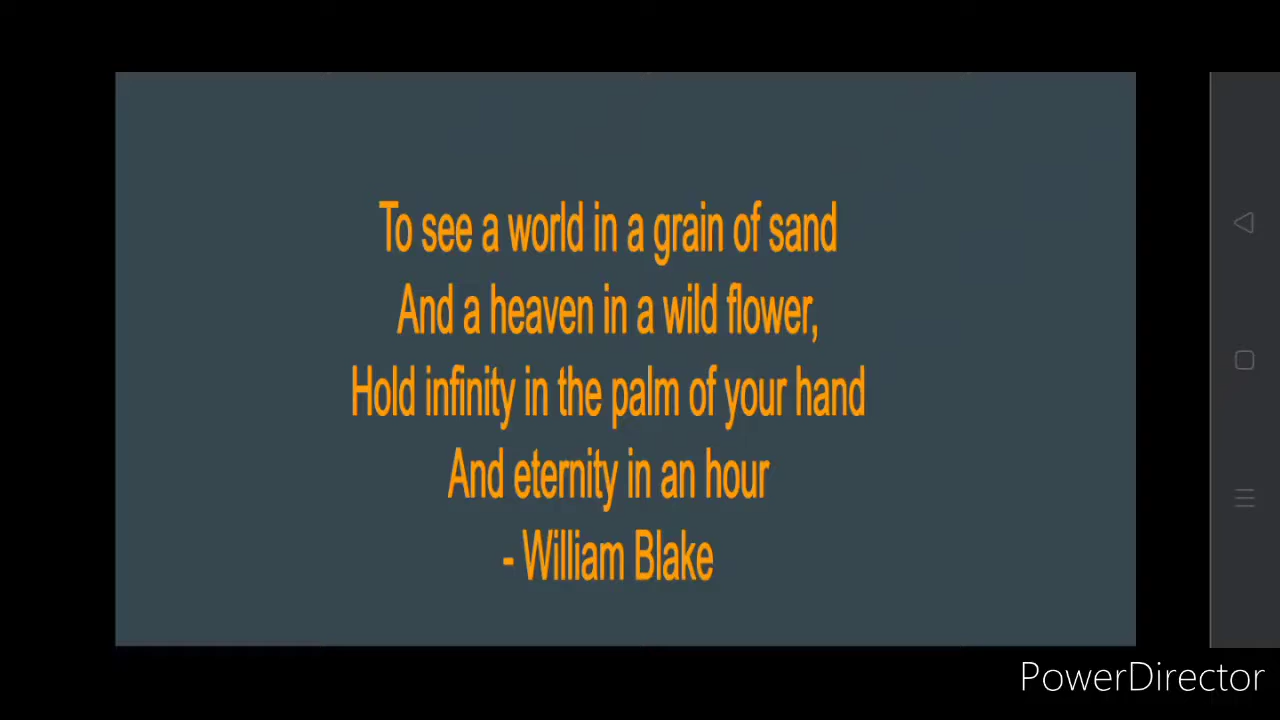 To see a world in a grain of sand
And a heaven in a wild flower,
Hold infinity in the palm of your hand
And eternity in an hour
- William Blake
PowerDirector